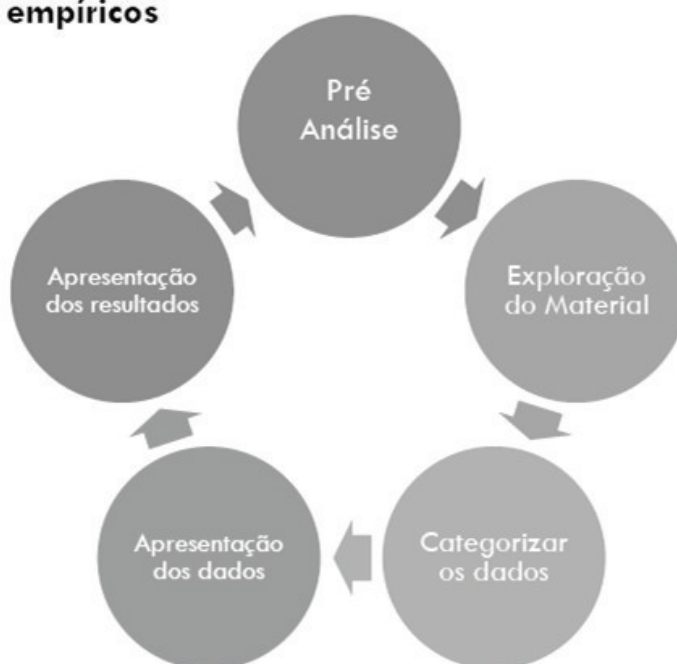 empíricos
Pré
Análise
Exploração
do Material
Categorizar
os dados
Apresentação
dos dados
Apresentação
dos resultados